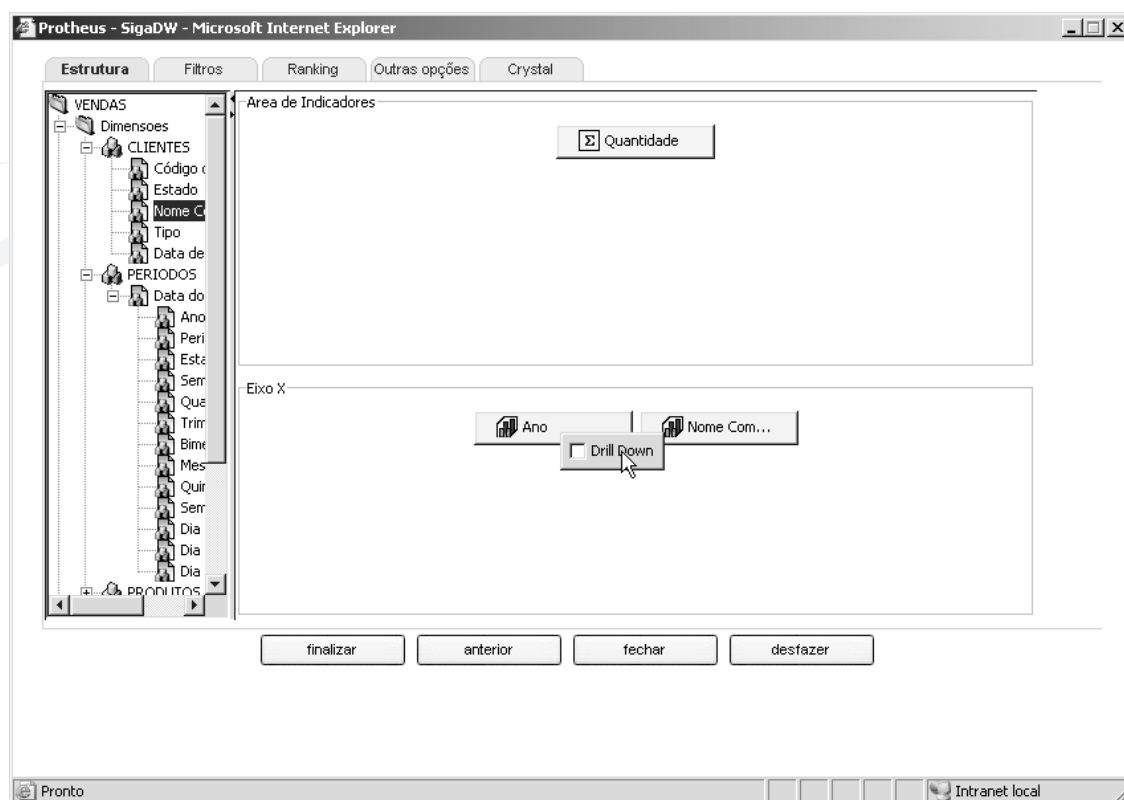 Protheus - SigaDW - Microsoft Internet Explorer
Estrutura
Filtros
Ranking
Outras opções
Crystal
VENDAS
Dimensoes
CLIENTES
Código
Estado
Nome
Tipo
Data de
PERIODOS
Data do
Ano
Peri
Esta
Sem
Qua
Trim
Bime
Mes
Quin
Sem
Dia
Dia
Dia
PRODUTOS
Area de Indicadores
Σ Quantidade
Eixo X
Ano
Nome Com...
Drill Down
finalizar
anterior
fechar
desfazer
Pronto
Intranet local